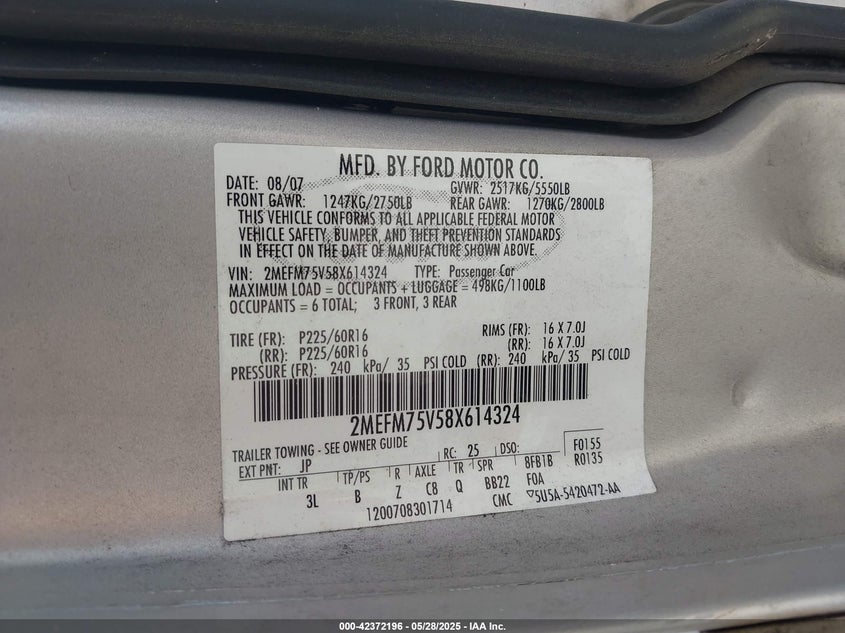 MFD. BY FORD MOTOR CO.
DATE: 08/07 GVWR: 2517KG/5550LB
FRONT GAWR: 1247KG/2750LB REAR GAWR: 1270KG/2800LB
THIS VEHICLE CONFORMS TO ALL APPLICABLE FEDERAL MOTOR
VEHICLE SAFETY, BUMPER, AND THEFT PREVENTION STANDARDS
IN EFFECT ON THE DATE OF MANUFACTURE SHOWN ABOVE.
VIN: 2MEFM75V58X614324 TYPE: Passenger Car
MAXIMUM LOAD = OCCUPANTS + LUGGAGE = 498KG/1100LB
OCCUPANTS = 6 TOTAL; 3 FRONT, 3 REAR
TIRE (FR): P225/60R16 RIMS (FR): 16 X 7.0J
(RR): P225/60R16 (RR): 16 X 7.0J
PRESSURE (FR): 240 kPa/ 35 PSI COLD (RR): 240 kPa/ 35 PSI COLD
2MEFM75V58X614324
TRAILER TOWING - SEE OWNER GUIDE
EXT PNT: JP RC: 25 DSO: F0155
INT TR TP/PS R AXLE TR SPR 8FB1B R0135
3L B Z C8 Q BB22 FOA
1200708301714 CMC 5U5A-5420472-AA
000-42372196 - 05/28/2025 - IAA Inc.